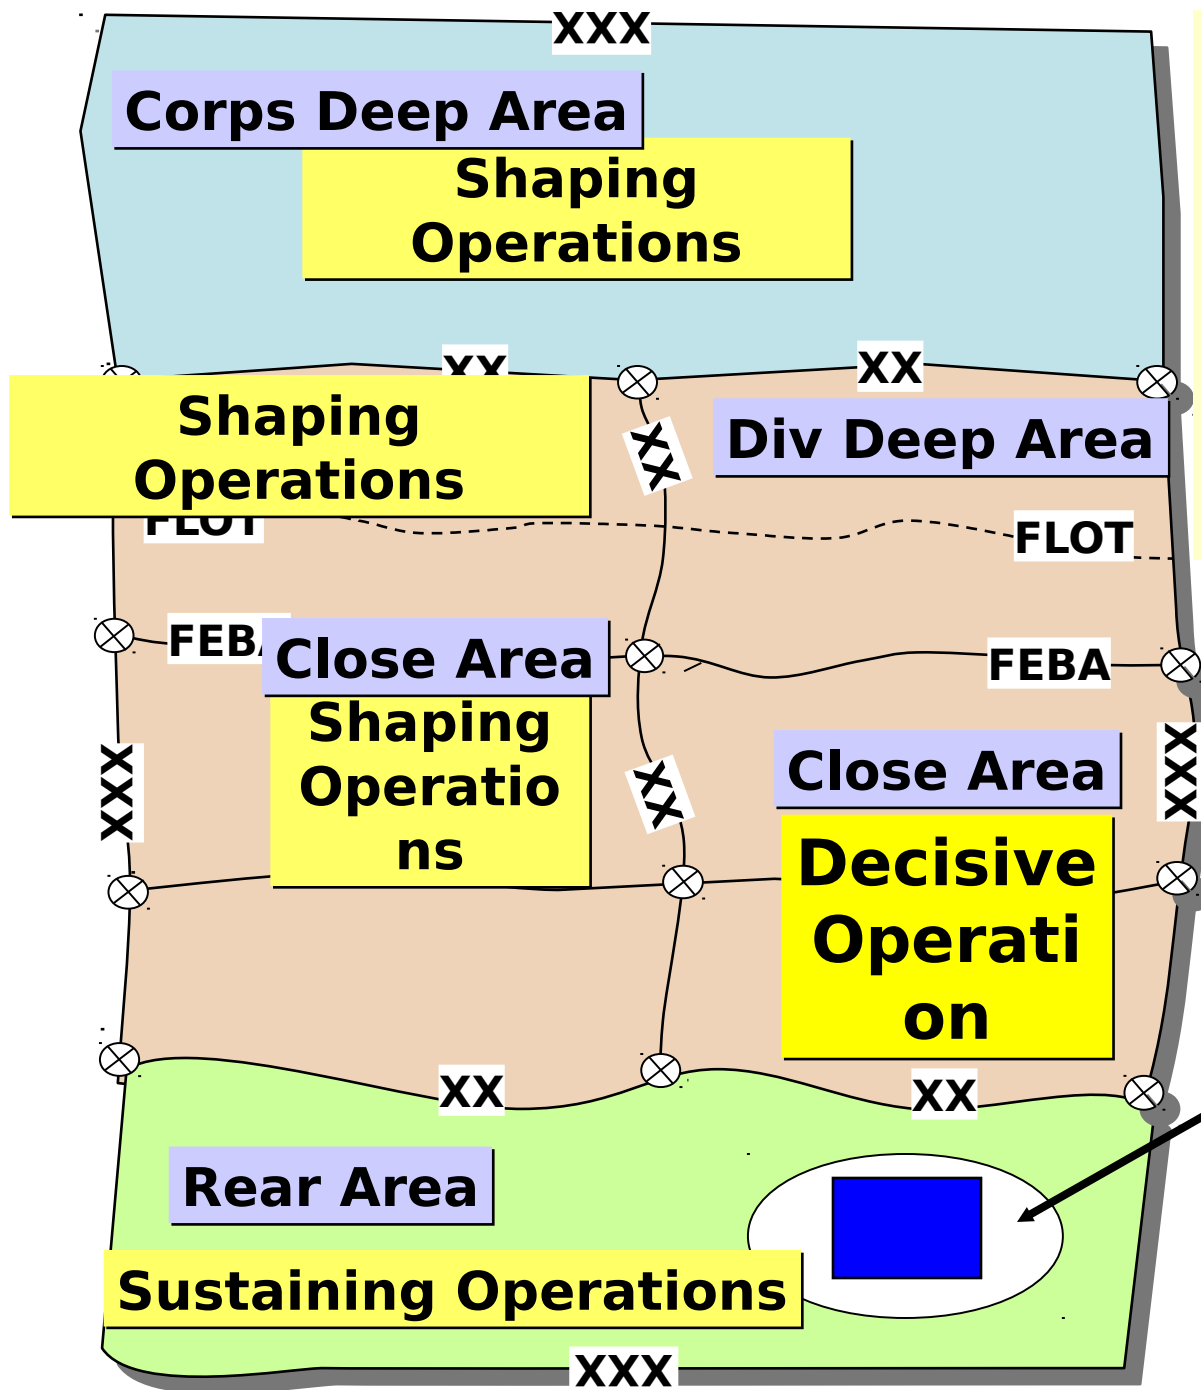 XXX
Corps Deep Area
Shaping
Operations
XX
XX
Shaping
Operations
XX
Div Deep Area
FLOT
FLOT
FEBA
Close Area
FEBA
Shaping
Operatio
ns
XXX
XX
Close Area
XXX
Decisive
Operati
on
XX
XX
Rear Area
Sustaining Operations
XXX